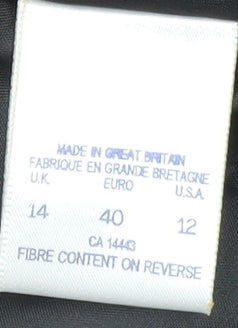 MADE IN GREAT BRITAIN
FABRIQUE EN GRANDE BRETAGNE
U.K. EURO U.S.A.
14 40 12
CA 14443
FIBRE CONTENT ON REVERSE